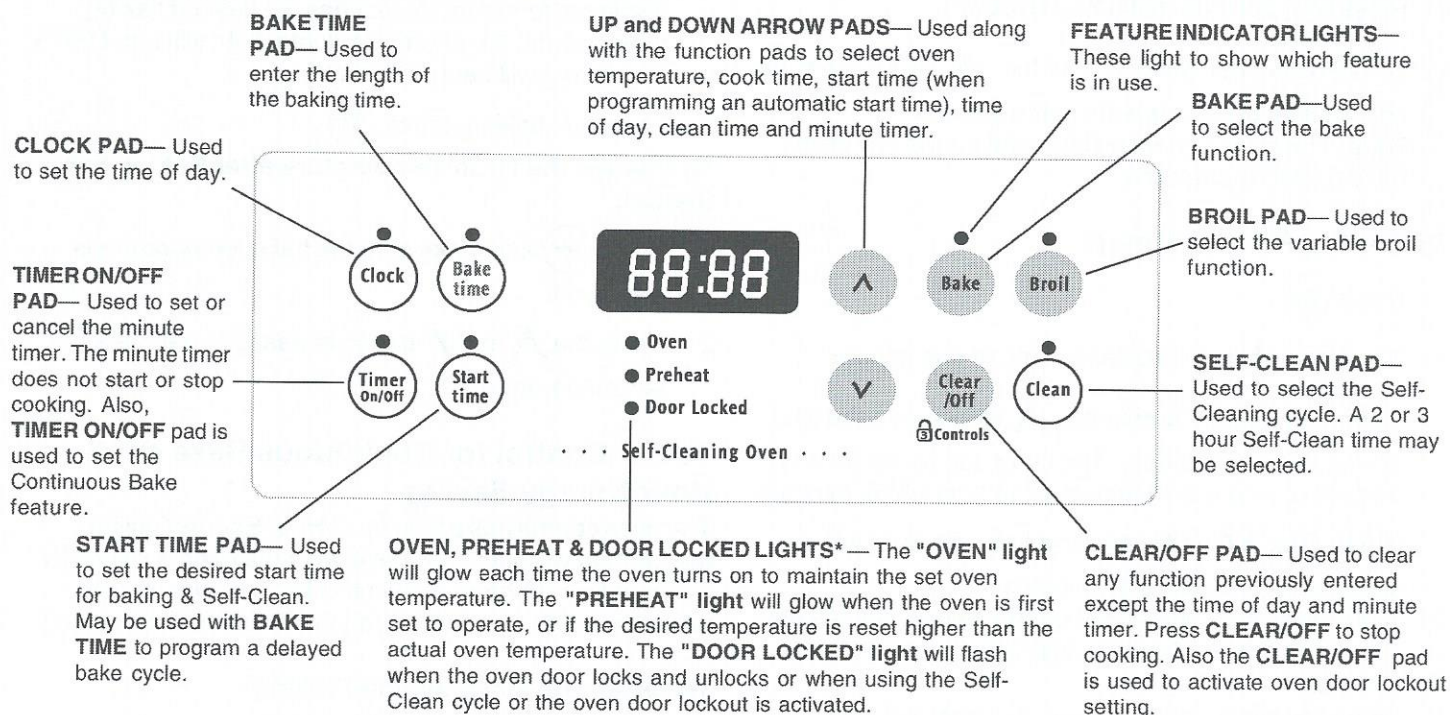 BAKE TIME
PAD— Used to
enter the length of
the baking time.
UP and DOWN ARROW PADS— Used along
with the function pads to select oven
temperature, cook time, start time (when
programming an automatic start time), time
of day, clean time and minute timer.
FEATURE INDICATOR LIGHTS—
These light to show which feature
is in use.
BAKE PAD—Used
to select the bake
function.
CLOCK PAD— Used
to set the time of day.
BROIL PAD— Used to
select the variable broil
function.
TIMER ON/OFF
PAD— Used to set or
cancel the minute
timer. The minute timer
does not start or stop
cooking. Also,
TIMER ON/OFF pad is
used to set the
Continuous Bake
feature.
Clock
Bake
time
88:88
Bake
Broil
Timer
On/Off
Start
time
Oven
Preheat
Door Locked
Clear
/Off
Clean
3 Controls
· · · Self-Cleaning Oven · · ·
SELF-CLEAN PAD—
Used to select the Self-
Cleaning cycle. A 2 or 3
hour Self-Clean time may
be selected.
START TIME PAD— Used
to set the desired start time
for baking & Self-Clean.
May be used with BAKE
TIME to program a delayed
bake cycle.
OVEN, PREHEAT & DOOR LOCKED LIGHTS* — The "OVEN" light
will glow each time the oven turns on to maintain the set oven
temperature. The "PREHEAT" light will glow when the oven is first
set to operate, or if the desired temperature is reset higher than the
actual oven temperature. The "DOOR LOCKED" light will flash
when the oven door locks and unlocks or when using the Self-
Clean cycle or the oven door lockout is activated.
CLEAR/OFF PAD— Used to clear
any function previously entered
except the time of day and minute
timer. Press CLEAR/OFF to stop
cooking. Also the CLEAR/OFF pad
is used to activate oven door lockout
setting.